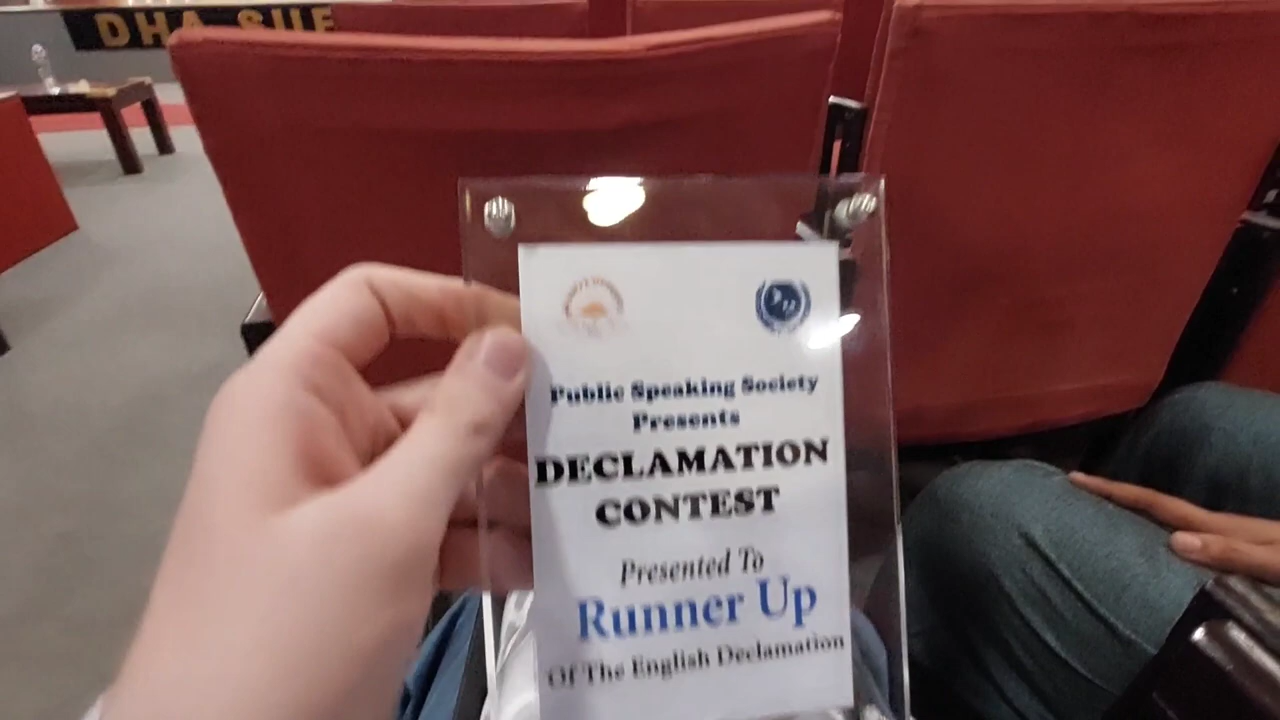 DHA SUF
Public Speaking Society
Presents
DECLAMATION
CONTEST
Presented To
Runner Up
Of The English Declamation